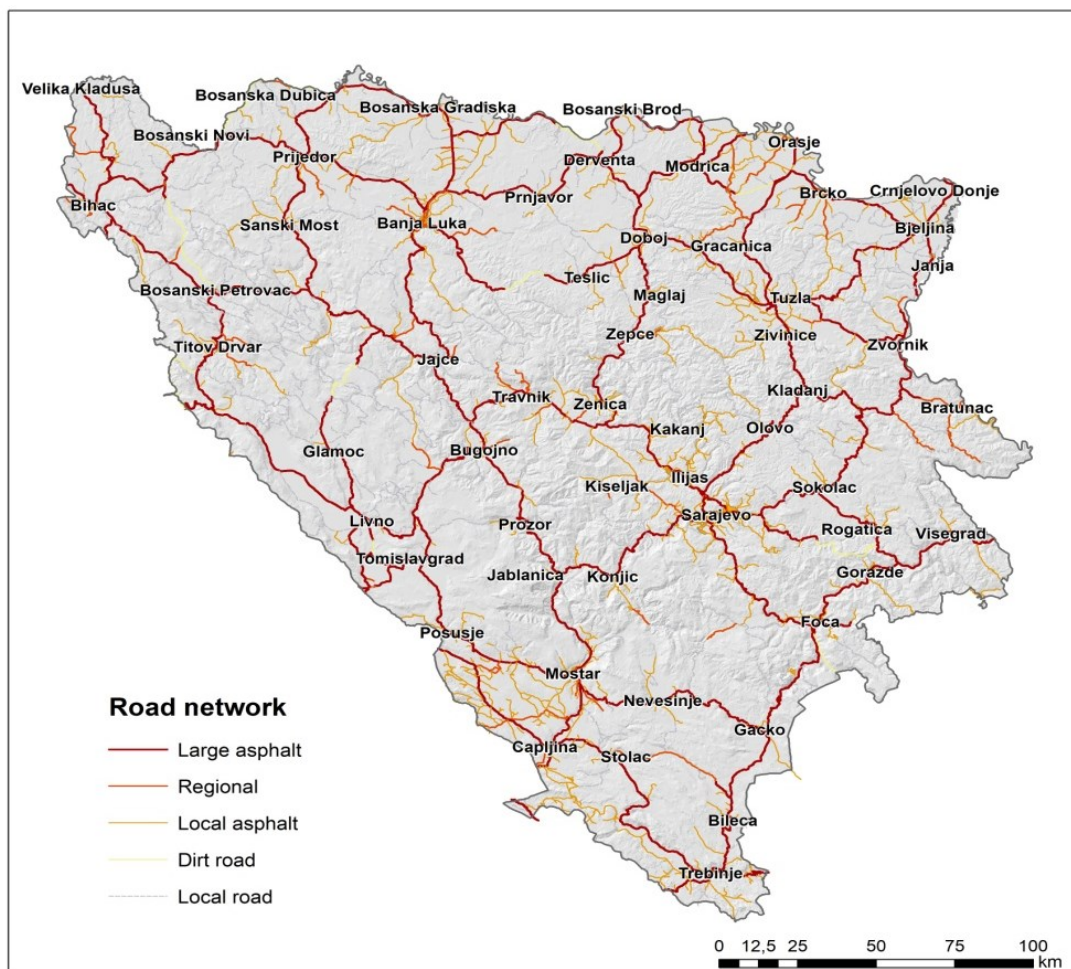 Velika Kladusa
Bosanska Dubica
Bosanska Gradiska
Bosanski Brod
Bosanski Novi
Orasje
Prijedor
Derventa
Modrica
Crnjelovo Donje
Brcko
Prnjavor
Bihac
Sanski Most
Banja Luka
Bjeljina
Doboj
Gracanica
Janja
Teslic
Bosanski Petrovac
Maglaj
Tuzla
Zepce
Zivinice
Titov Drvar
Zvornik
Jajce
Kladanj
Travnik
Zenica
Bratunac
Kakanj
Olovo
Glamoc
Bugojno
Ilijas
Kiseljak
Sokolac
Sarajevo
Livno
Prozor
Rogatica
Visegrad
Tomislavgrad
Jablanica
Konjic
Gorazde
Foca
Posusje
Mostar
Nevesinje
Gacko
Capljina
Stolac
Bileca
Trebinje
Road network
Large asphalt
Regional
Local asphalt
Dirt road
Local road
0 12,5 25 50 75 100
km